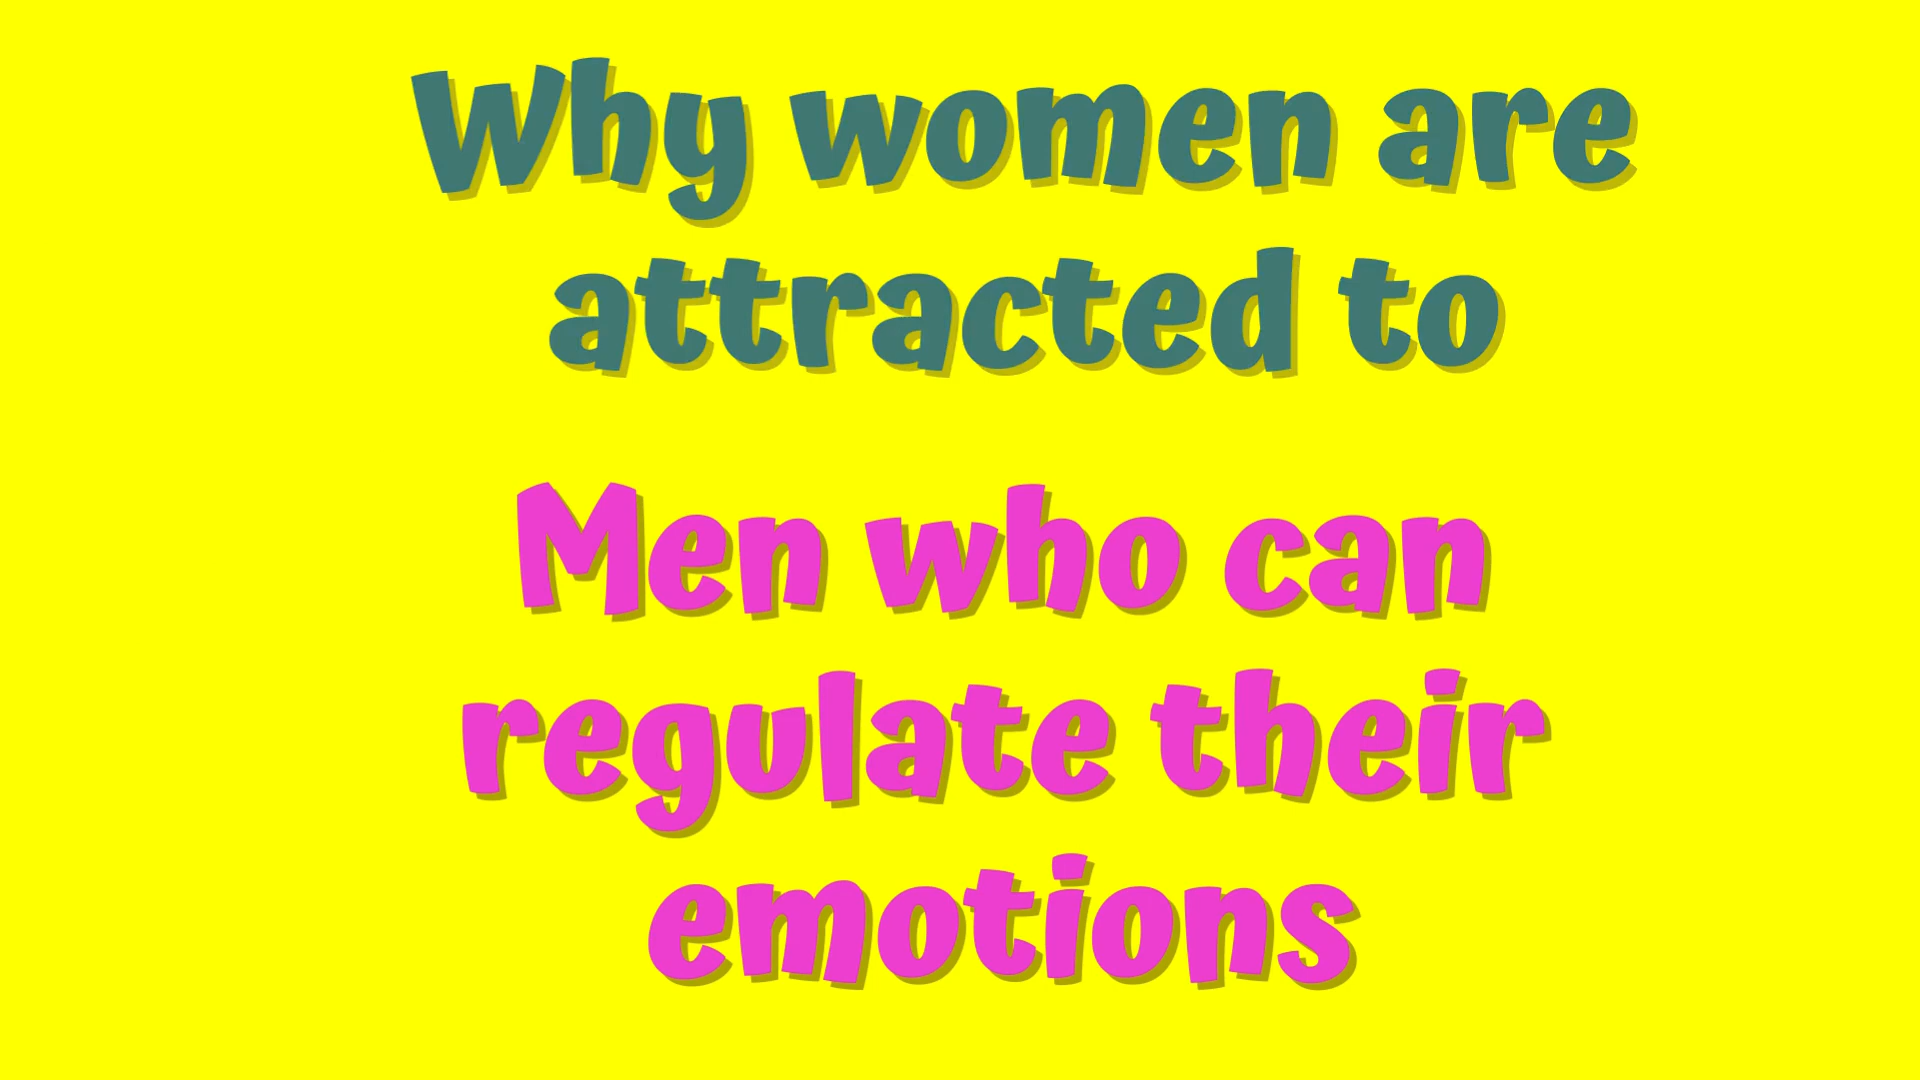 Why women are
attracted to
Men who can
regulate their
emotions